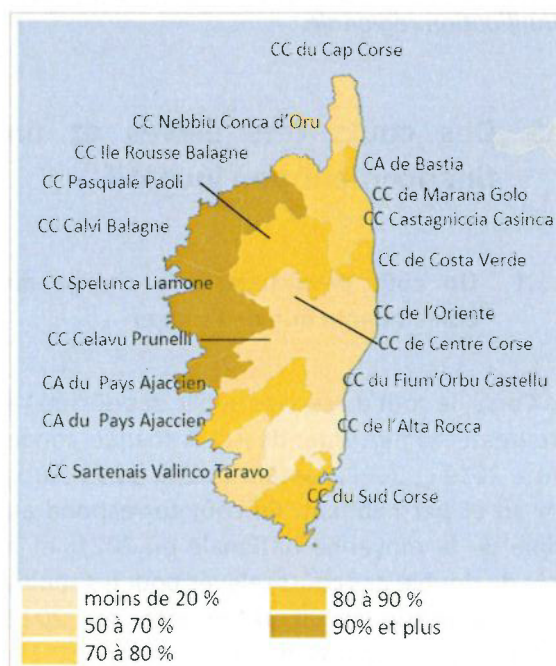 CC du Cap Corse
CC Nebbiu Conca d'Oru
CC Ile Rousse Balagne
CA de Bastia
CC Pasquale Paoli
CC de Marana Golo
CC Castagniccia Casinca
CC Calvi Balagne
CC de Costa Verde
CC Spelunca Liamone
CC de l'Oriente
CC Celavu Prunelli
CC de Centre Corse
CA du Pays Ajaccien
CC du Fium'Orbu Castellu
CA du Pays Ajaccien
CC de l'Alta Rocca
CC Sartenais Valinco Taravo
CC du Sud Corse
moins de 20 %
50 à 70 %
70 à 80 %
80 à 90 %
90% et plus